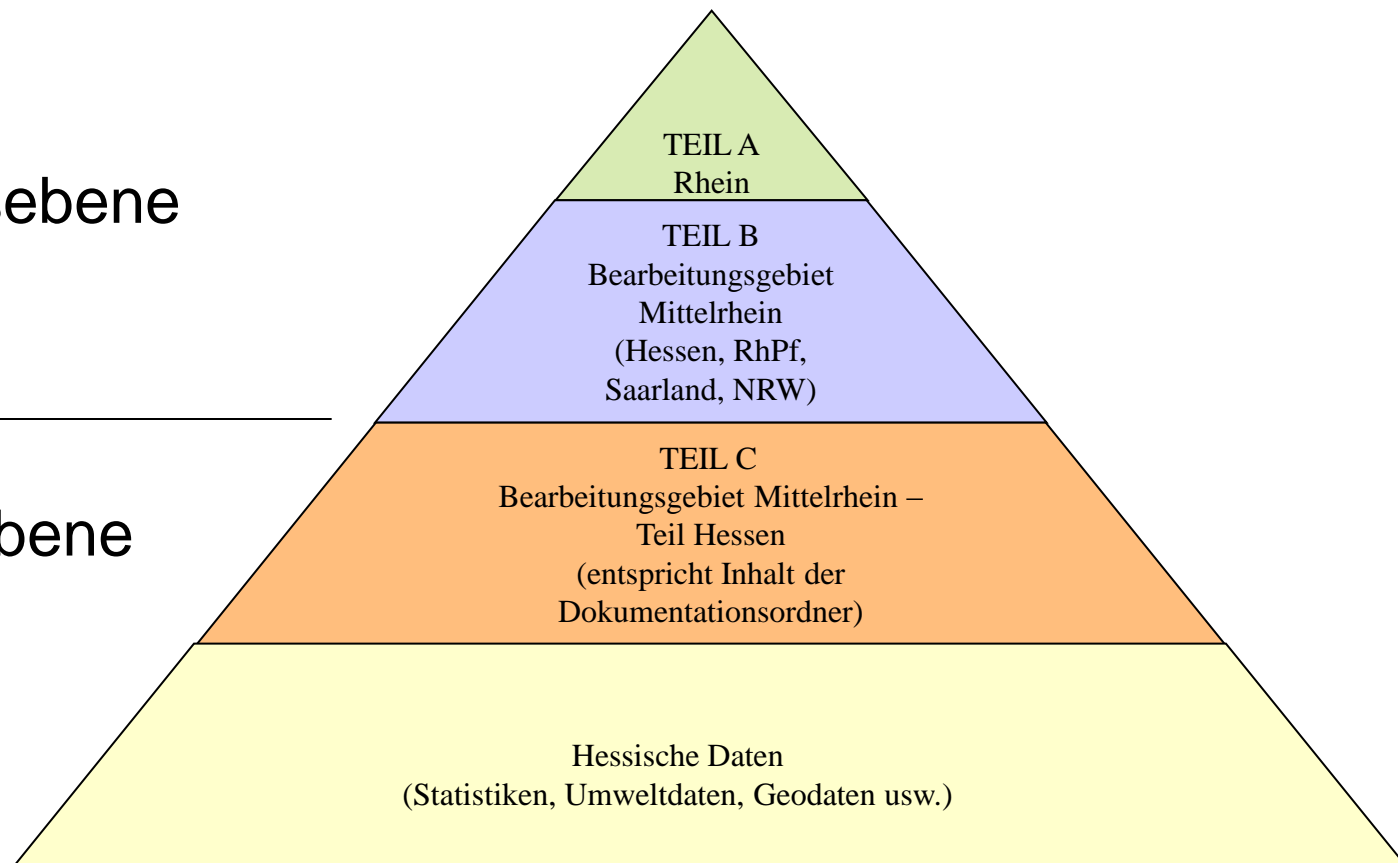 TEIL A
Rhein
ebene
TEIL B
Bearbeitungsgebiet
Mittelrhein
(Hessen, RhPf,
Saarland, NRW)
TEIL C
Bearbeitungsgebiet Mittelrhein –
Teil Hessen
(entspricht Inhalt der
Dokumentationsordner)
bene
Hessische Daten
(Statistiken, Umweltdaten, Geodaten usw.)